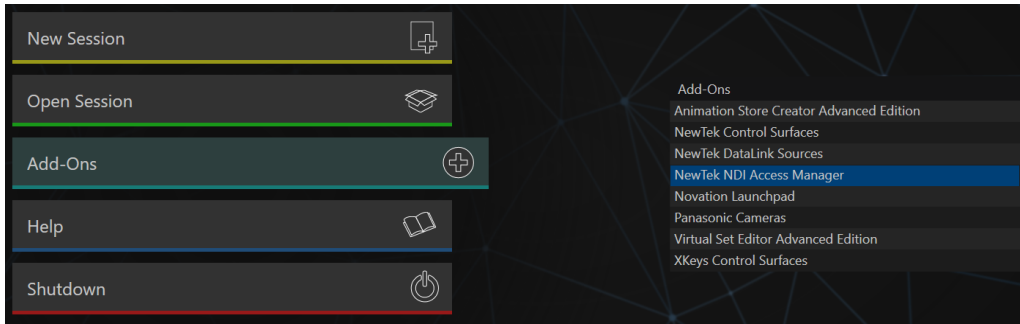 New Session
Open Session
Add-Ons
Help
Shutdown
Add-Ons
Animation Store Creator Advanced Edition
NewTek Control Surfaces
NewTek DataLink Sources
NewTek NDI Access Manager
Novation Launchpad
Panasonic Cameras
Virtual Set Editor Advanced Edition
XKeys Control Surfaces